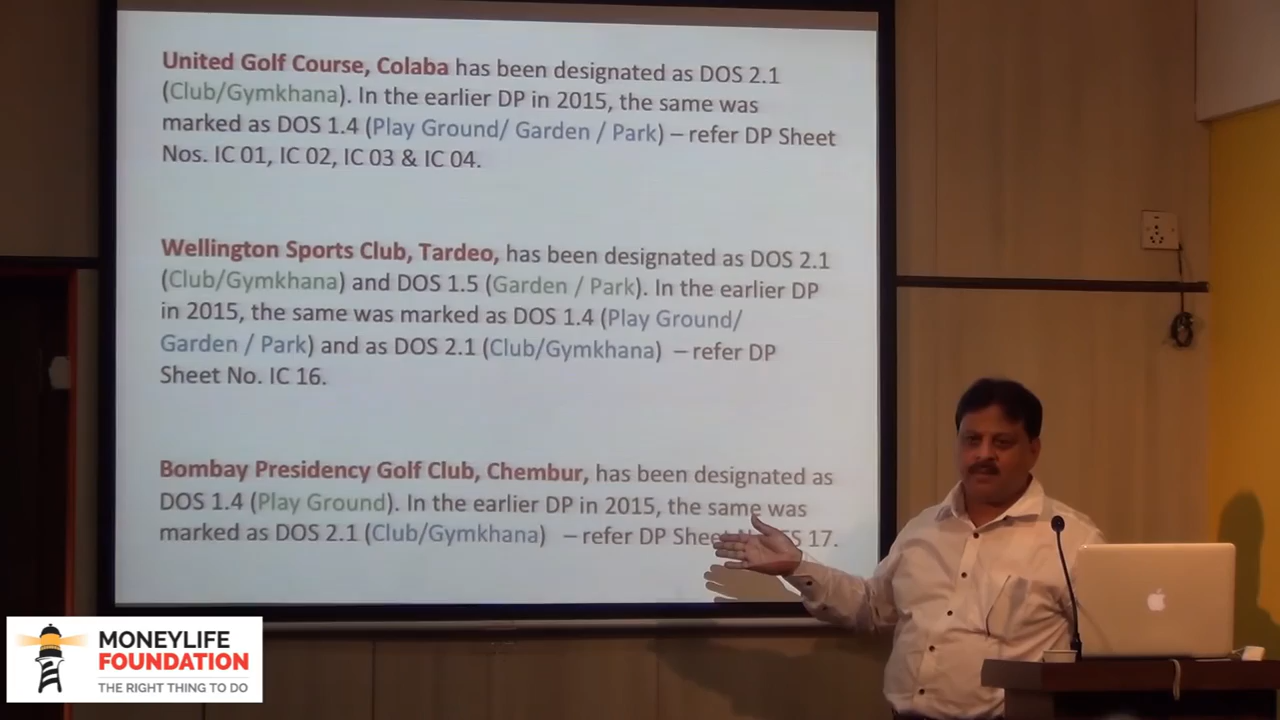 United Golf Course, Colaba has been designated as DOS 2.1
(Club/Gymkhana). In the earlier DP in 2015, the same was
marked as DOS 1.4 (Play Ground/ Garden / Park) – refer DP Sheet
Nos. IC 01, IC 02, IC 03 & IC 04.
Wellington Sports Club, Tardeo, has been designated as DOS 2.1
(Club/Gymkhana) and DOS 1.5 (Garden / Park). In the earlier DP
in 2015, the same was marked as DOS 1.4 (Play Ground/
Garden / Park) and as DOS 2.1 (Club/Gymkhana) – refer DP
Sheet No. IC 16.
Bombay Presidency Golf Club, Chembur, has been designated as
DOS 1.4 (Play Ground). In the earlier DP in 2015, the same was
marked as DOS 2.1 (Club/Gymkhana) – refer DP Sheet 17.
MONEYLIFE
FOUNDATION
THE RIGHT THING TO DO